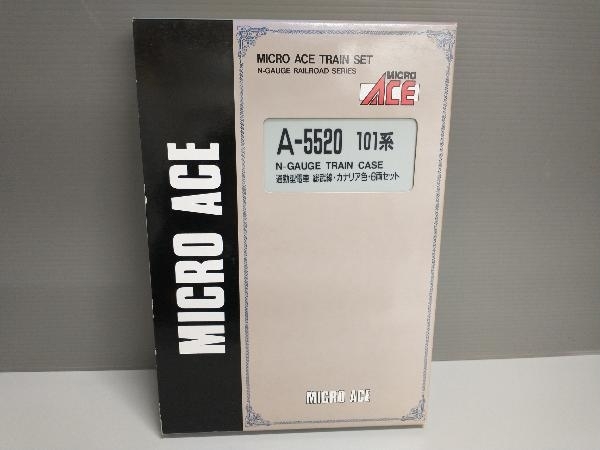 MICRO ACE
MICRO ACE TRAIN SET
N-GAUGE RAILROAD SERIES
MICRO
ACE
A-5520 101系
N-GAUGE TRAIN CASE
通勤型電車 総武線・カナリア色・6両セット
MICRO ACE